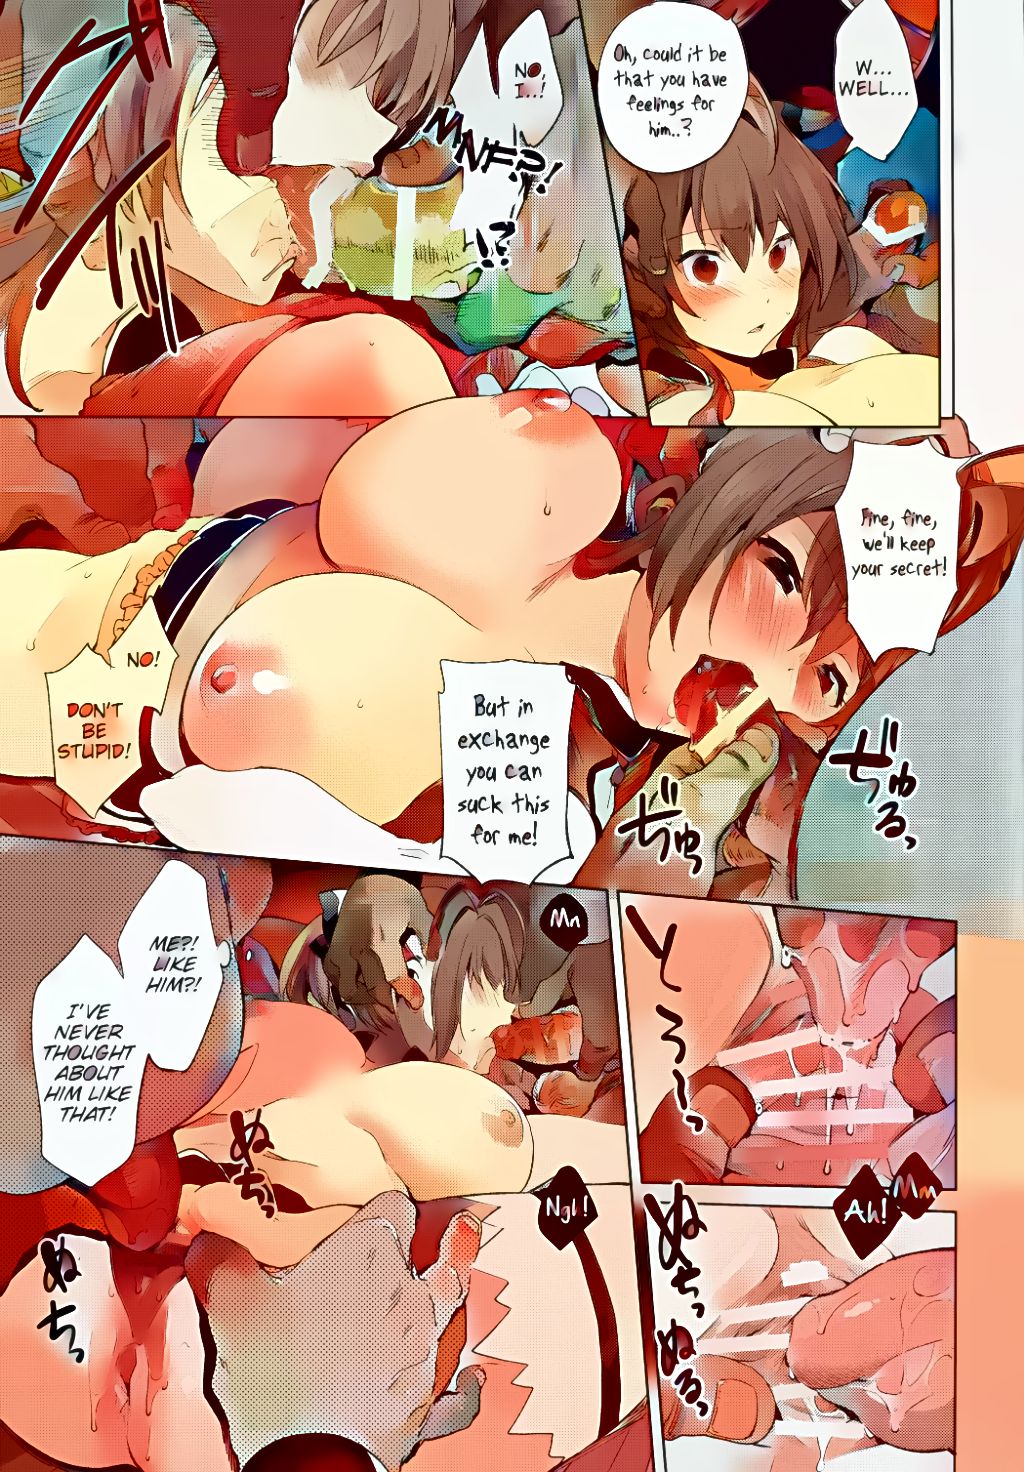 W...
WELL...
Oh, could it be
that you have
feelings for
him..?
NO,
I..!
MNF?!
!?
Fine, fine,
we'll keep
your secret!
But in
exchange
you can
suck this
for me!
NO!
DON'T
BE
STUPID!
ぢゅる、
ぢゅっ
Mn
ME?!
LIKE
HIM?!
I'VE
NEVER
THOUGHT
ABOUT
HIM LIKE
THAT!
とろ〜っ
ぬち
Ngl!
ぬち
Mm
Ah!
ぬちっ
ぬるっ